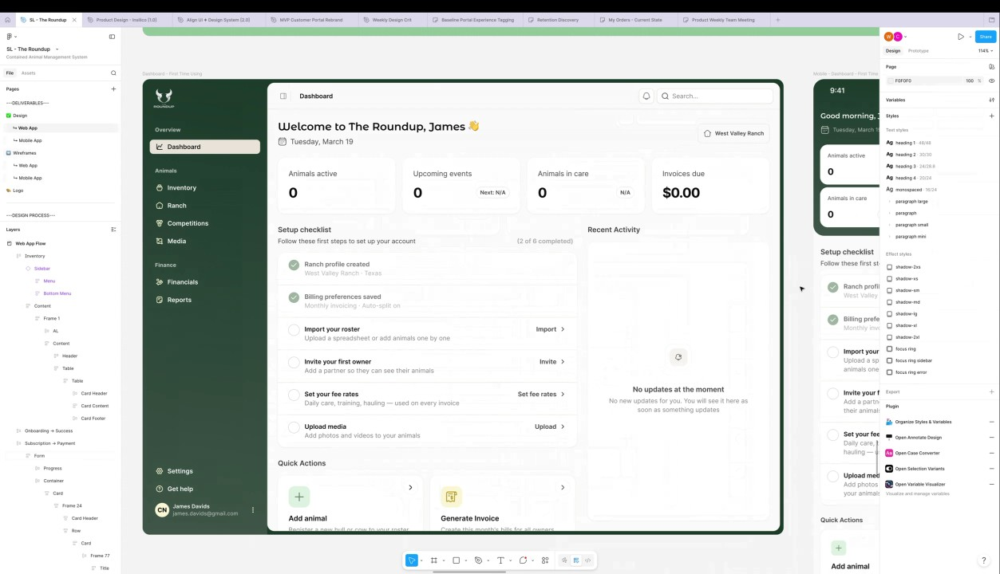 SL - The Roundup
Product Design - Insilico [1.0]
Align UI ✦ Design System [2.0]
MVP Customer Portal Rebrand
Weekly Design Crit
Baseline Portal Experience Tagging
Retention Discovery
My Orders - Current State
Product Weekly Team Meeting
SL - The Roundup
Contained Animal Management System
File
Assets
Pages
---DELIVERABLES---
Design
↳ Web App
↳ Mobile App
Wireframes
↳ Web App
↳ Mobile App
Logo
---DESIGN PROCESS---
Layers
Web App Flow
Inventory
Sidebar
Menu
Bottom Menu
Content
Frame 1
AL
Content
Header
Table
Table
Card Header
Card Content
Card Footer
Onboarding -> Success
Subscription -> Payment
Form
Progress
Container
Card
Frame 24
Card Header
Row
Card
Frame 77
Title
Dashboard - First Time Using
ROUNDUP
Overview
Dashboard
Animals
Inventory
Ranch
Competitions
Media
Finance
Financials
Reports
Settings
Get help
CN
James Davids
james.davids@gmail.com
Dashboard
Search...
Welcome to The Roundup, James 👋
Tuesday, March 19
West Valley Ranch
Animals active
0
Upcoming events
0
Next: N/A
Animals in care
0
N/A
Invoices due
$0.00
Setup checklist
Follow these first steps to set up your account
(2 of 6 completed)
Ranch profile created
West Valley Ranch · Texas
Billing preferences saved
Monthly invoicing · Auto-split on
Import your roster
Upload a spreadsheet or add animals one by one
Import
Invite your first owner
Add a partner so they can see their animals
Invite
Set your fee rates
Daily care, training, hauling — used on every invoice
Set fee rates
Upload media
Add photos and videos to your animals
Upload
Recent Activity
No updates at the moment
No new updates for you. You will see it here as
soon as something updates
Quick Actions
Add animal
Register a new bull or cow to your roster
Generate Invoice
Create this month's bills for all owners
Mobile - Dashboard - First Time
9:41
Good morning, J
Tuesday, March 19
Animals active
0
Animals in care
0
Setup checklist
Follow these first st
Ranch profil
West Valley
Billing prefe
Monthly invo
Import your
Upload a sp
animals one
Invite your f
Add a partn
their animals
Set your fee
Daily care,
hauling — u
Upload med
Add photos
your animals
Quick Actions
Add animal
W
C
Share
Design
Prototype
114%
Page
F0F0F0
100
%
Variables
Styles
Text styles
Ag heading 1 · 48/48
Ag heading 2 · 30/30
Ag heading 3 · 24/28.8
Ag heading 4 · 20/24
Ag monospaced · 16/24
paragraph large
paragraph
paragraph small
paragraph mini
Effect styles
shadow-2xs
shadow-xs
shadow-sm
shadow-md
shadow-lg
shadow-xl
shadow-2xl
focus ring
focus ring sidebar
focus ring error
Export
Plugin
Organize Styles & Variables
Open Annotate Design
Aa
Open Case Converter
Open Selection Variants
Open Variable Visualizer
Visualize and manage variables
?